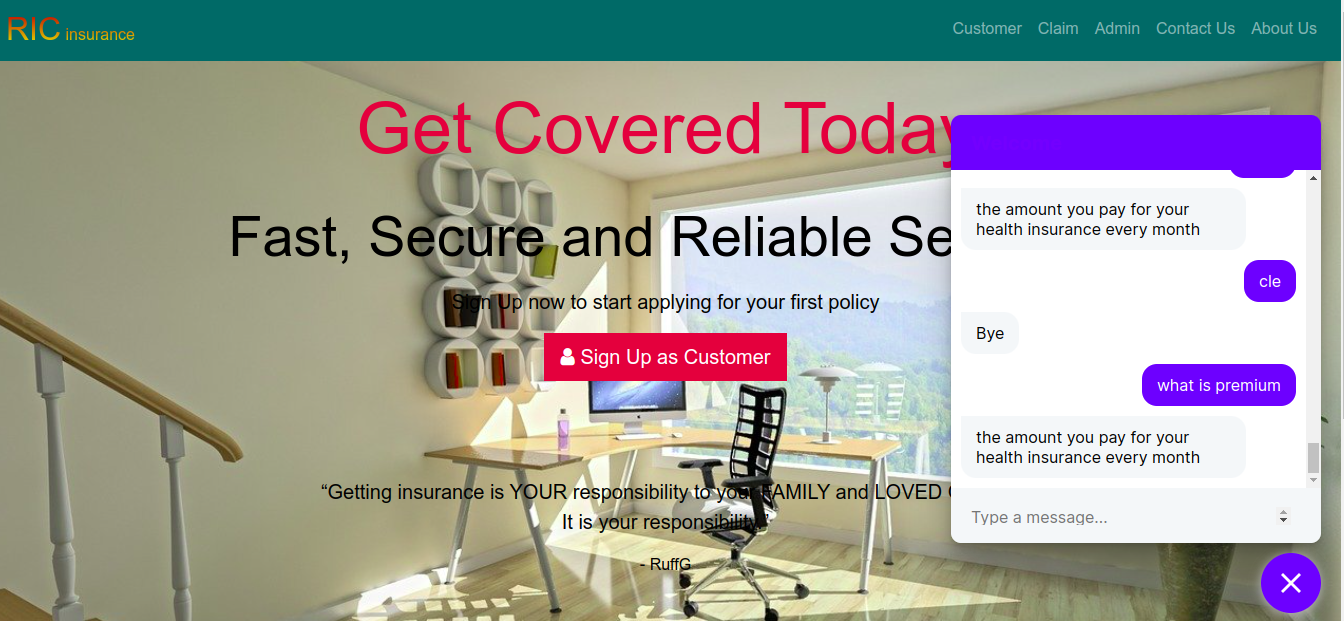 RIC insurance
Customer Claim Admin Contact Us About Us
Get Covered Today
Fast, Secure and Reliable Se
Sign Up now to start applying for your first policy
Sign Up as Customer
“Getting insurance is YOUR responsibility to your FAMILY and LOVED
It is your responsibility”
- RuffG
the amount you pay for your
health insurance every month
cle
Bye
what is premium
the amount you pay for your
health insurance every month
Type a message...